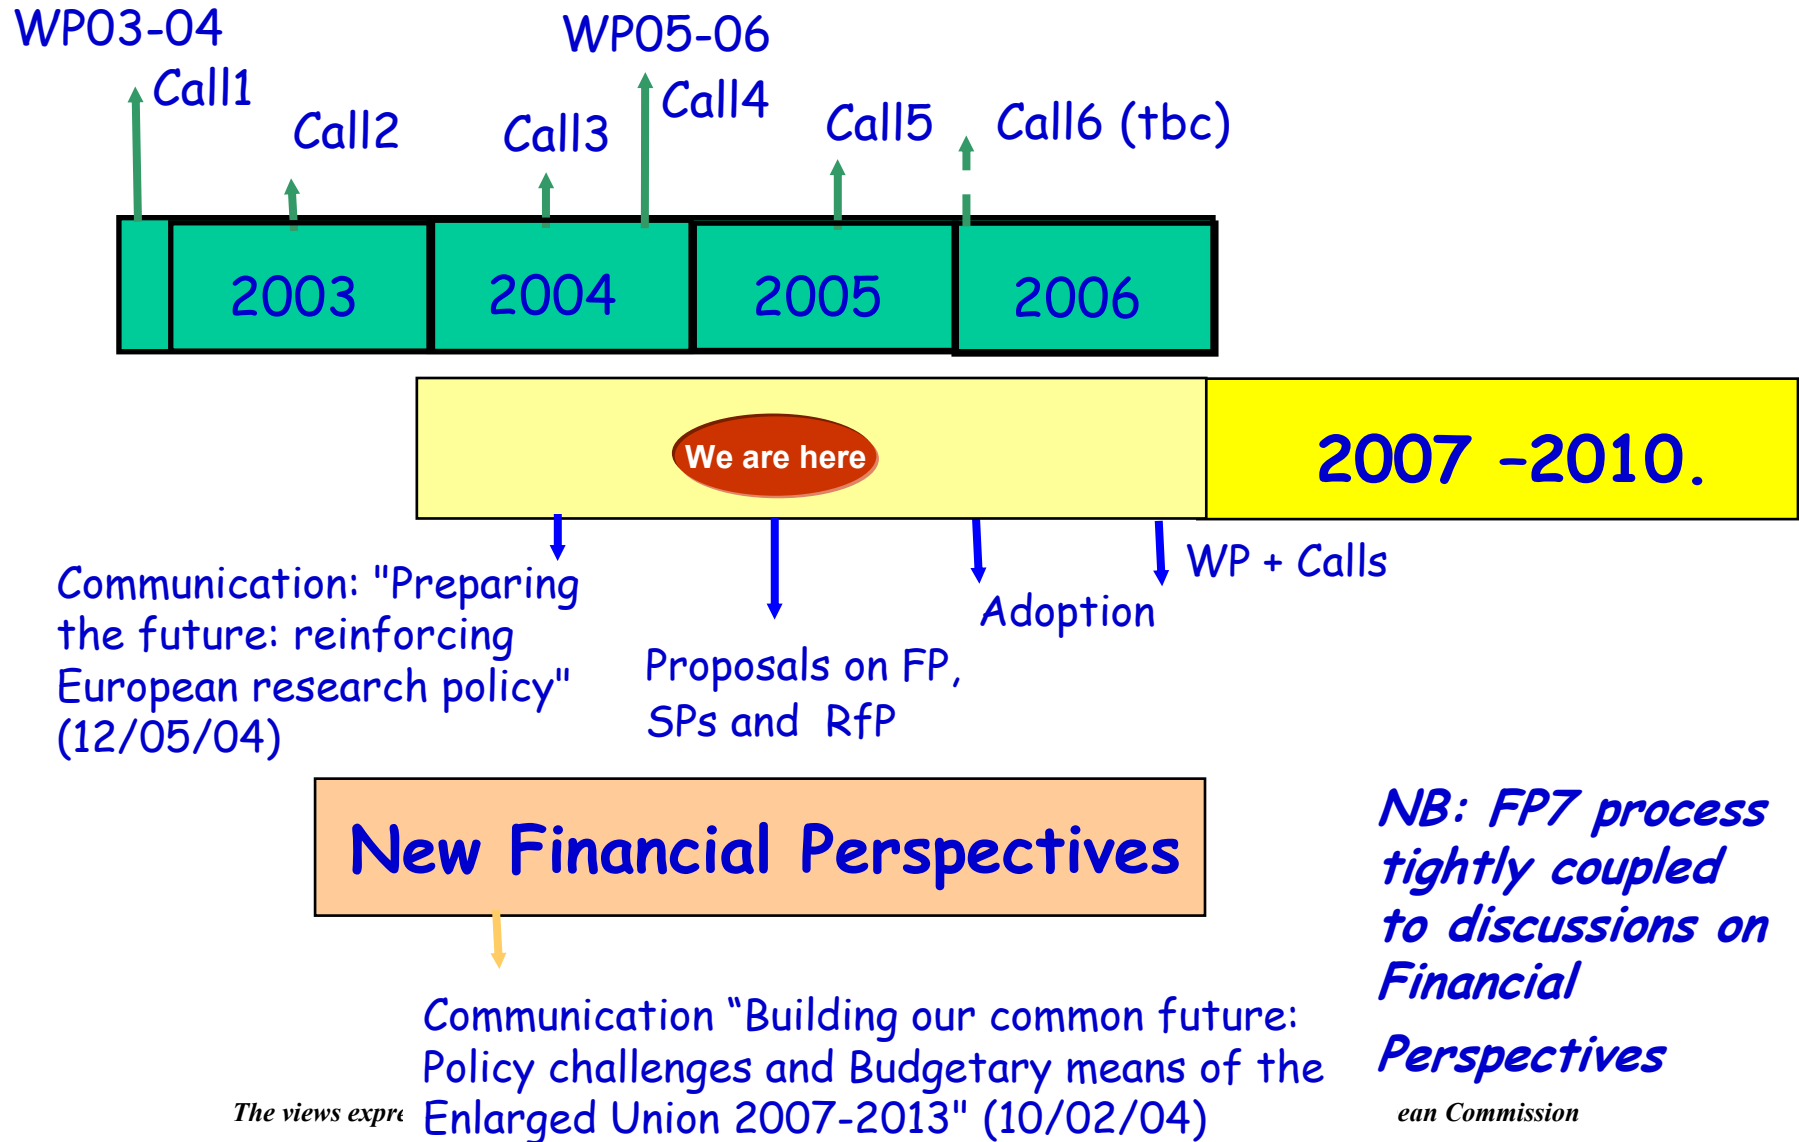 WP03-04
WP05-06
Call1
Call2
Call3
Call4
Call5
Call6 (tbc)
2003
2004
2005
2006
We are here
2007 –2010.
Communication: "Preparing
the future: reinforcing
European research policy"
(12/05/04)
Proposals on FP,
SPs and RfP
Adoption
WP + Calls
New Financial Perspectives
NB: FP7 process
tightly coupled
to discussions on
Financial
Perspectives
Communication “Building our common future:
Policy challenges and Budgetary means of the
Enlarged Union 2007-2013" (10/02/04)
The views expre
ean Commission